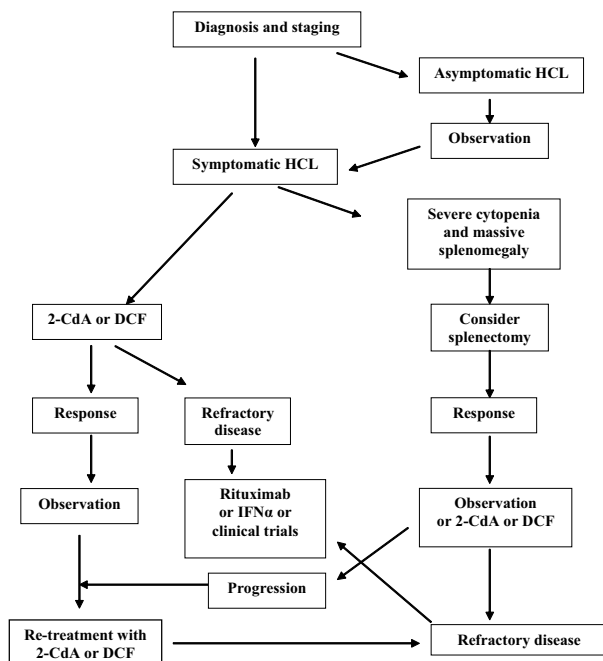 Diagnosis and staging
Asymptomatic HCL
Observation
Symptomatic HCL
Severe cytopenia
and massive
splenomegaly
2-CdA or DCF
Consider
splenectomy
Response
Refractory
disease
Response
Observation
Rituximab
or IFNα or
clinical trials
Observation
or 2-CdA or DCF
Progression
Re-treatment with
2-CdA or DCF
Refractory disease